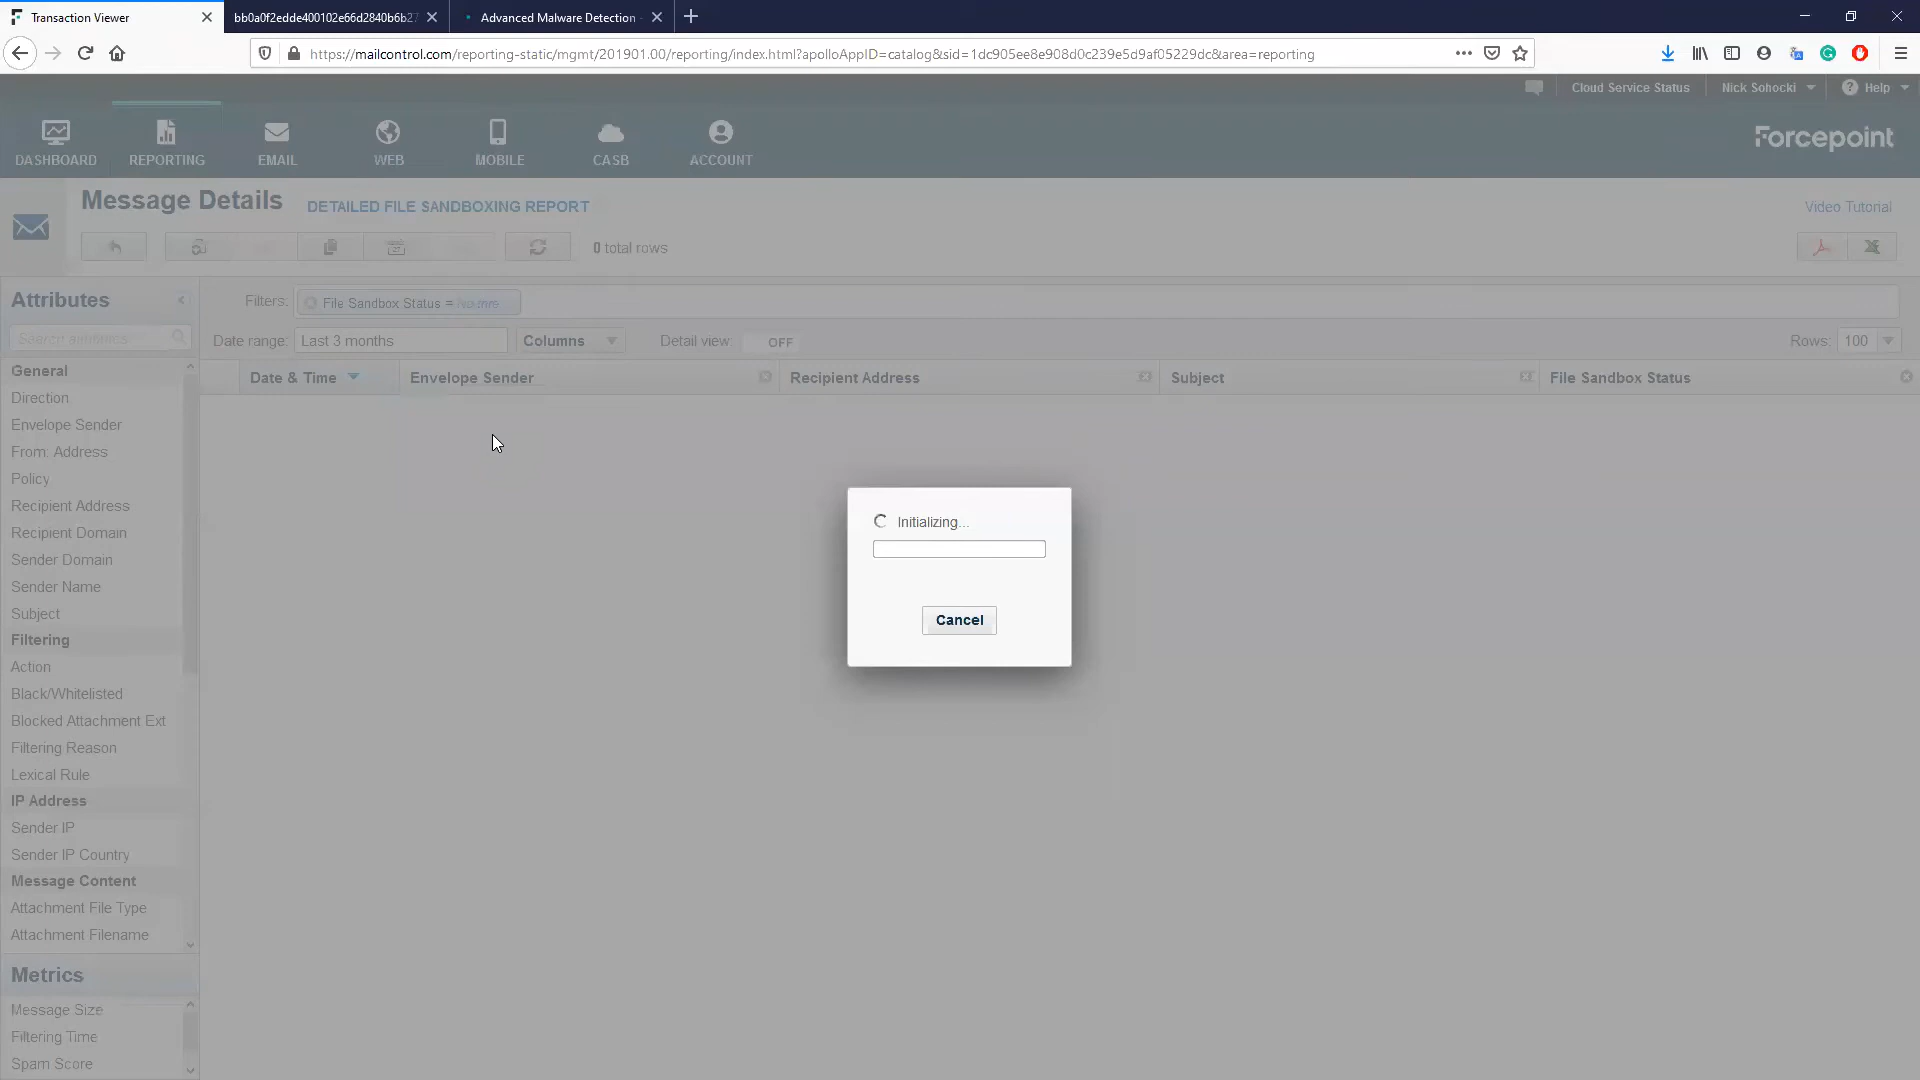 Transaction Viewer
bb0a0f2edde400102e66d2840b6b27
Advanced Malware Detection
https://mailcontrol.com/reporting-static/mgmt/201901.00/reporting/index.html?apolloAppID=catalog&sid=1dc905ee8e908d0c239e5d9af05229dc&area=reporting
Cloud Service Status
Nick Sohocki
Help
DASHBOARD
REPORTING
EMAIL
WEB
MOBILE
CASB
ACCOUNT
Forcepoint
Message Details
DETAILED FILE SANDBOXING REPORT
Video Tutorial
0 total rows
Attributes
Filters:
File Sandbox Status =
Search attributes
Date range:
Last 3 months
Columns
Detail view:
OFF
Rows:
100
Date & Time
Envelope Sender
Recipient Address
Subject
File Sandbox Status
General
Direction
Envelope Sender
From: Address
Policy
Recipient Address
Recipient Domain
Sender Domain
Sender Name
Subject
Filtering
Action
Black/Whitelisted
Blocked Attachment Ext
Filtering Reason
Lexical Rule
IP Address
Sender IP
Sender IP Country
Message Content
Attachment File Type
Attachment Filename
Metrics
Message Size
Filtering Time
Spam Score
Initializing...
Cancel